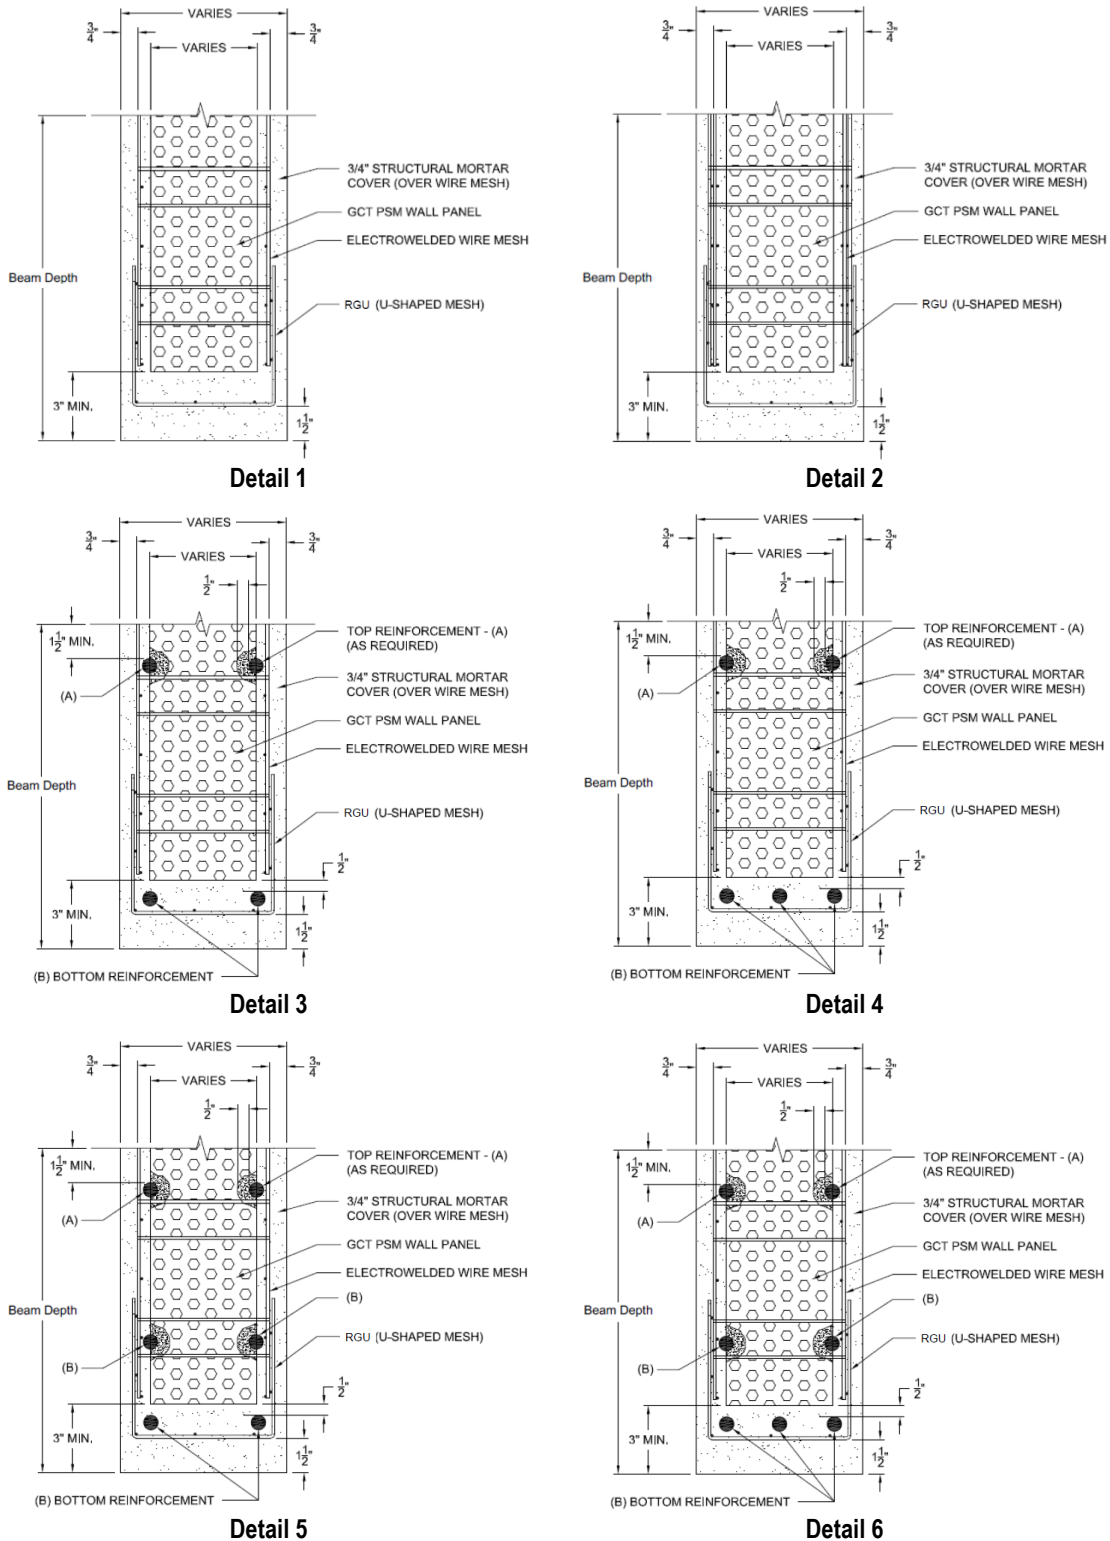 VARIES
3/4"
3/4"
VARIES
3/4" STRUCTURAL MORTAR
COVER (OVER WIRE MESH)
GCT PSM WALL PANEL
ELECTROWELDED WIRE MESH
Beam Depth
RGU (U-SHAPED MESH)
3" MIN.
1 1/2"
Detail 1
VARIES
3/4"
3/4"
VARIES
3/4" STRUCTURAL MORTAR
COVER (OVER WIRE MESH)
GCT PSM WALL PANEL
ELECTROWELDED WIRE MESH
Beam Depth
RGU (U-SHAPED MESH)
3" MIN.
1 1/2"
Detail 2
VARIES
3/4"
3/4"
VARIES
1/2"
1 1/2" MIN.
TOP REINFORCEMENT - (A)
(AS REQUIRED)
(A)
3/4" STRUCTURAL MORTAR
COVER (OVER WIRE MESH)
GCT PSM WALL PANEL
ELECTROWELDED WIRE MESH
Beam Depth
RGU (U-SHAPED MESH)
1/2"
3" MIN.
1 1/2"
(B) BOTTOM REINFORCEMENT
Detail 3
VARIES
3/4"
3/4"
VARIES
1/2"
1 1/2" MIN.
TOP REINFORCEMENT - (A)
(AS REQUIRED)
(A)
3/4" STRUCTURAL MORTAR
COVER (OVER WIRE MESH)
GCT PSM WALL PANEL
ELECTROWELDED WIRE MESH
Beam Depth
RGU (U-SHAPED MESH)
1/2"
3" MIN.
1 1/2"
(B) BOTTOM REINFORCEMENT
Detail 4
VARIES
3/4"
3/4"
VARIES
1/2"
1 1/2" MIN.
TOP REINFORCEMENT - (A)
(AS REQUIRED)
(A)
3/4" STRUCTURAL MORTAR
COVER (OVER WIRE MESH)
GCT PSM WALL PANEL
ELECTROWELDED WIRE MESH
(B)
Beam Depth
RGU (U-SHAPED MESH)
(B)
1/2"
3" MIN.
1 1/2"
(B) BOTTOM REINFORCEMENT
Detail 5
VARIES
3/4"
3/4"
VARIES
1/2"
1 1/2" MIN.
TOP REINFORCEMENT - (A)
(AS REQUIRED)
(A)
3/4" STRUCTURAL MORTAR
COVER (OVER WIRE MESH)
GCT PSM WALL PANEL
ELECTROWELDED WIRE MESH
(B)
Beam Depth
RGU (U-SHAPED MESH)
(B)
1/2"
3" MIN.
1 1/2"
(B) BOTTOM REINFORCEMENT
Detail 6